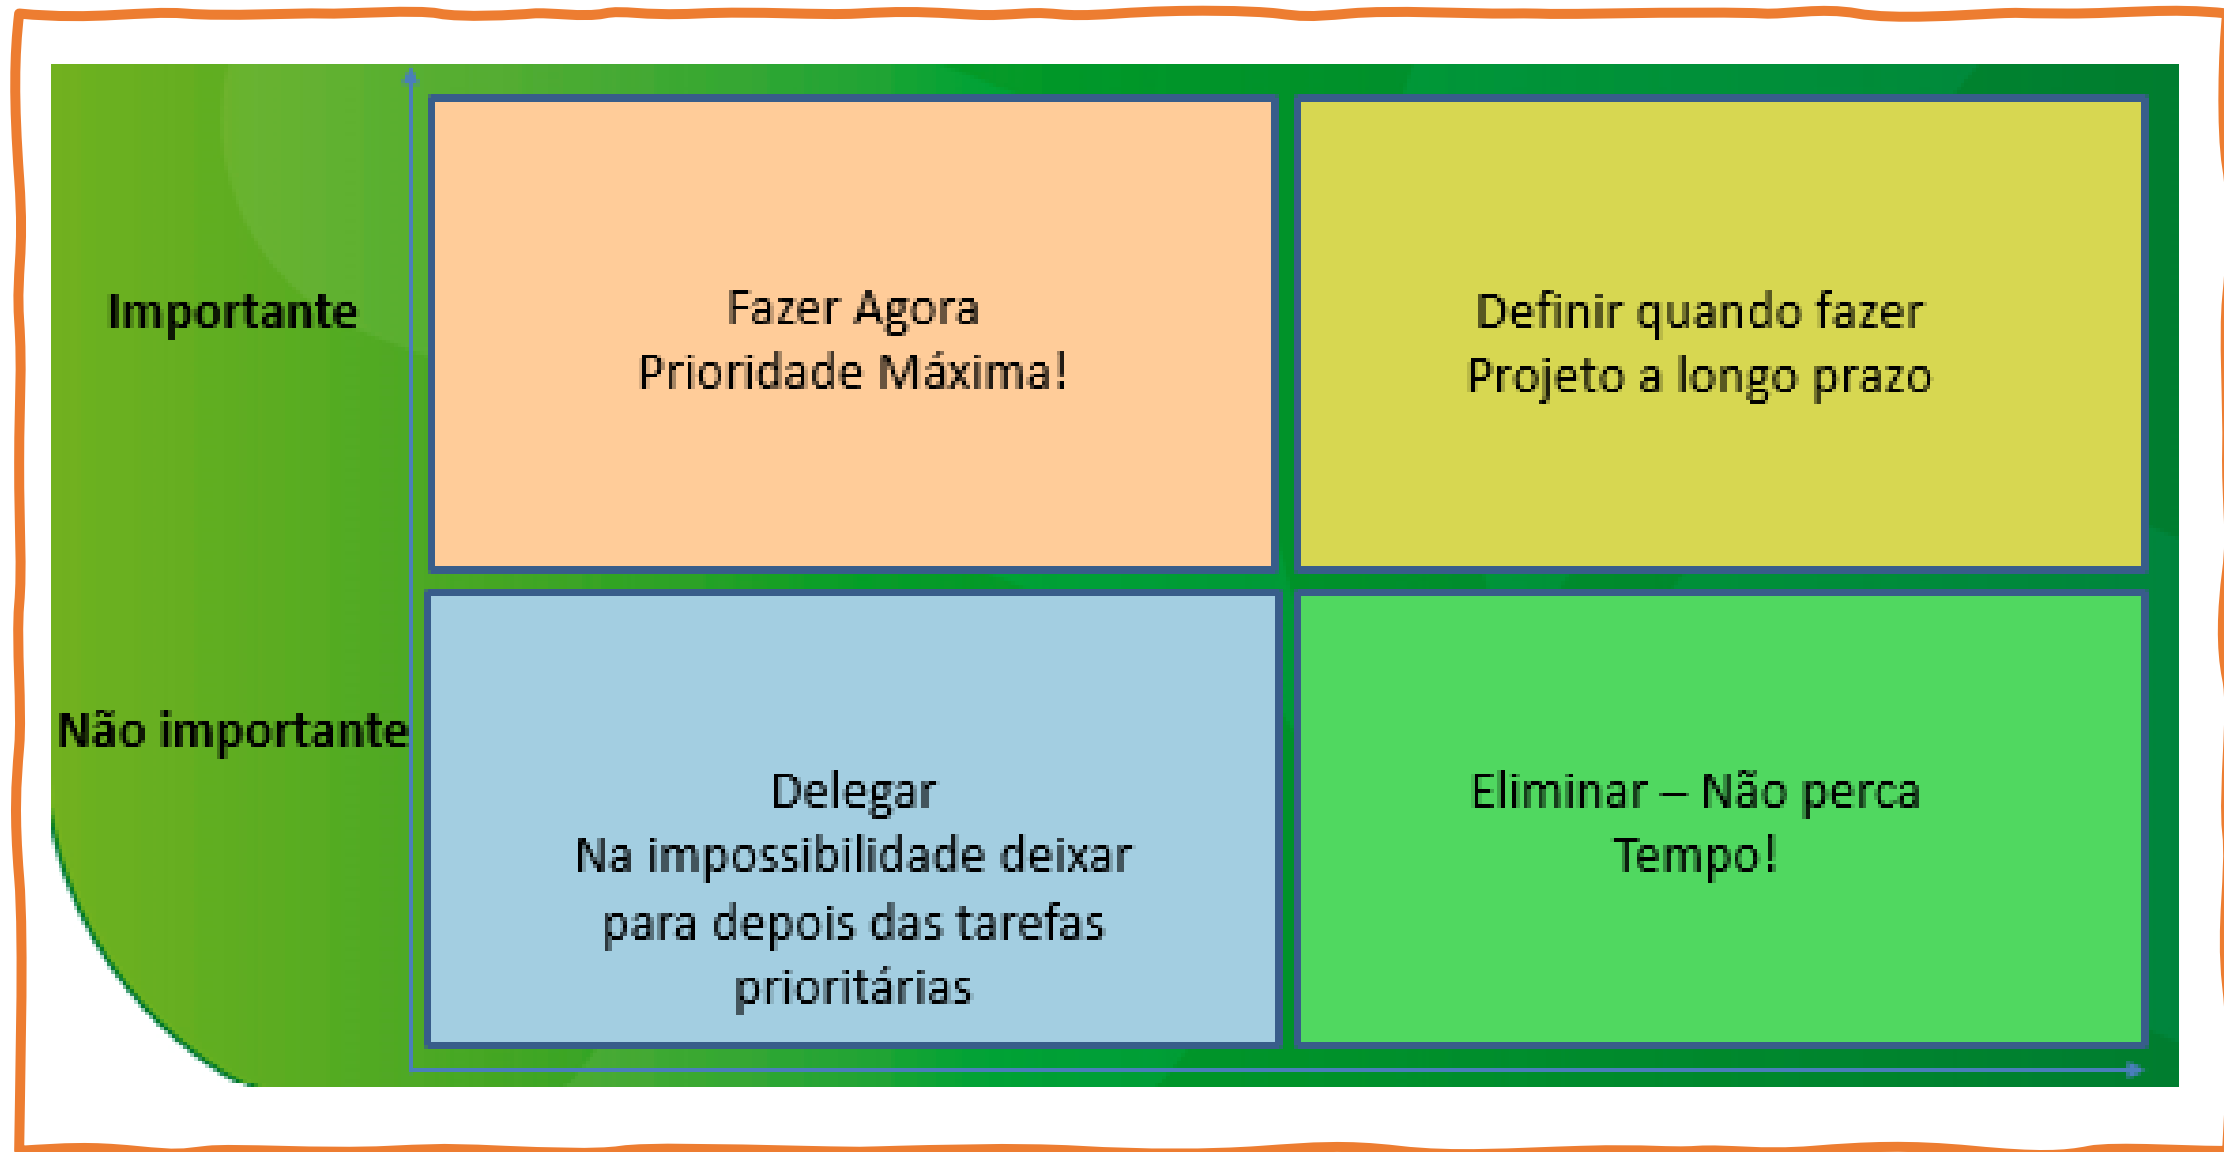 Importante
Fazer Agora
Prioridade Máxima!
Definir quando fazer
Projeto a longo prazo
Não importante
Delegar
Na impossibilidade deixar
para depois das tarefas
prioritárias
Eliminar – Não perca
Tempo!